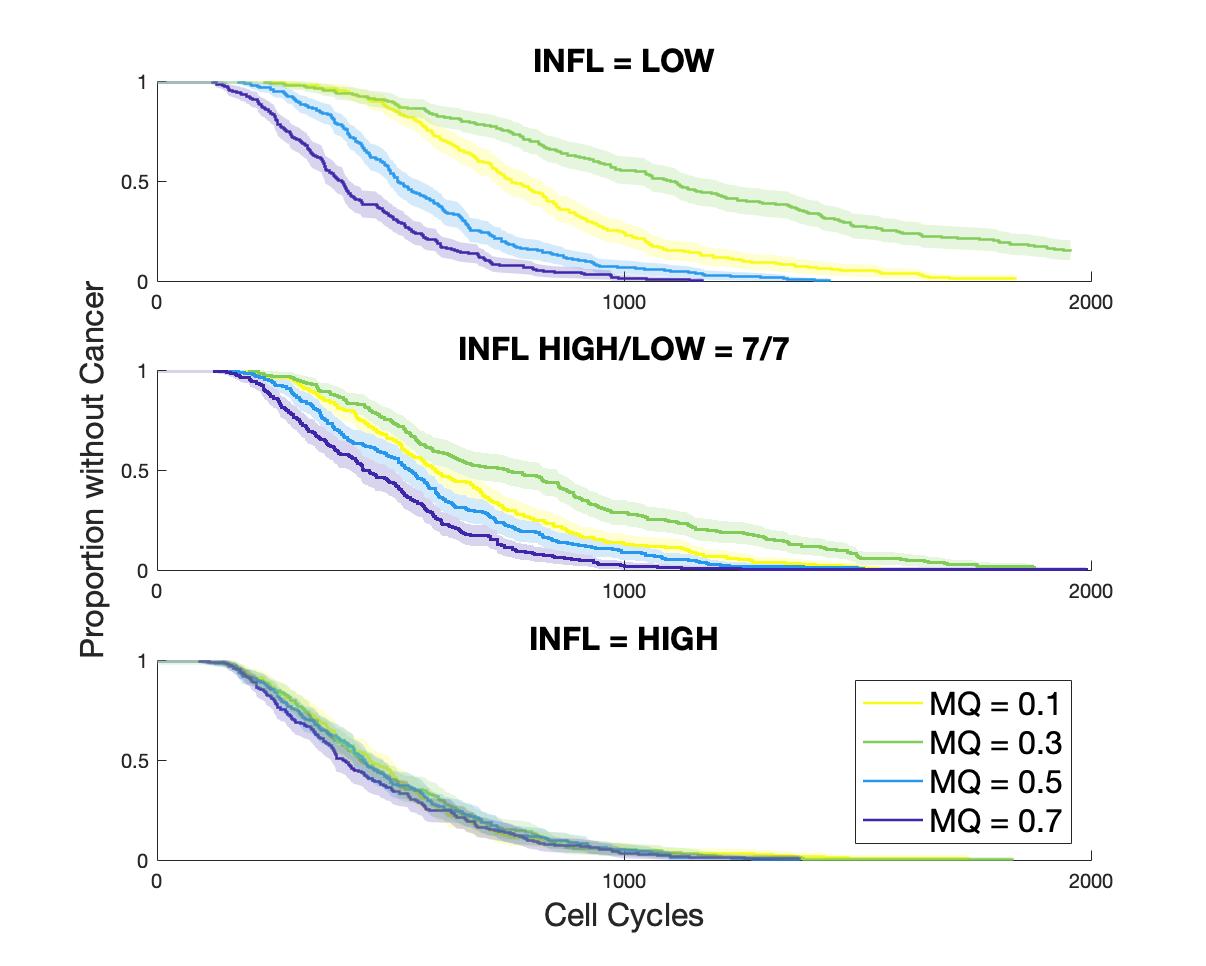 INFL = LOW
1
0.5
0
0 1000 2000
INFL HIGH/LOW = 7/7
1
0.5
0
0 1000 2000
Proportion without Cancer
INFL = HIGH
1
0.5
0
0 1000 2000
MQ = 0.1
MQ = 0.3
MQ = 0.5
MQ = 0.7
Cell Cycles